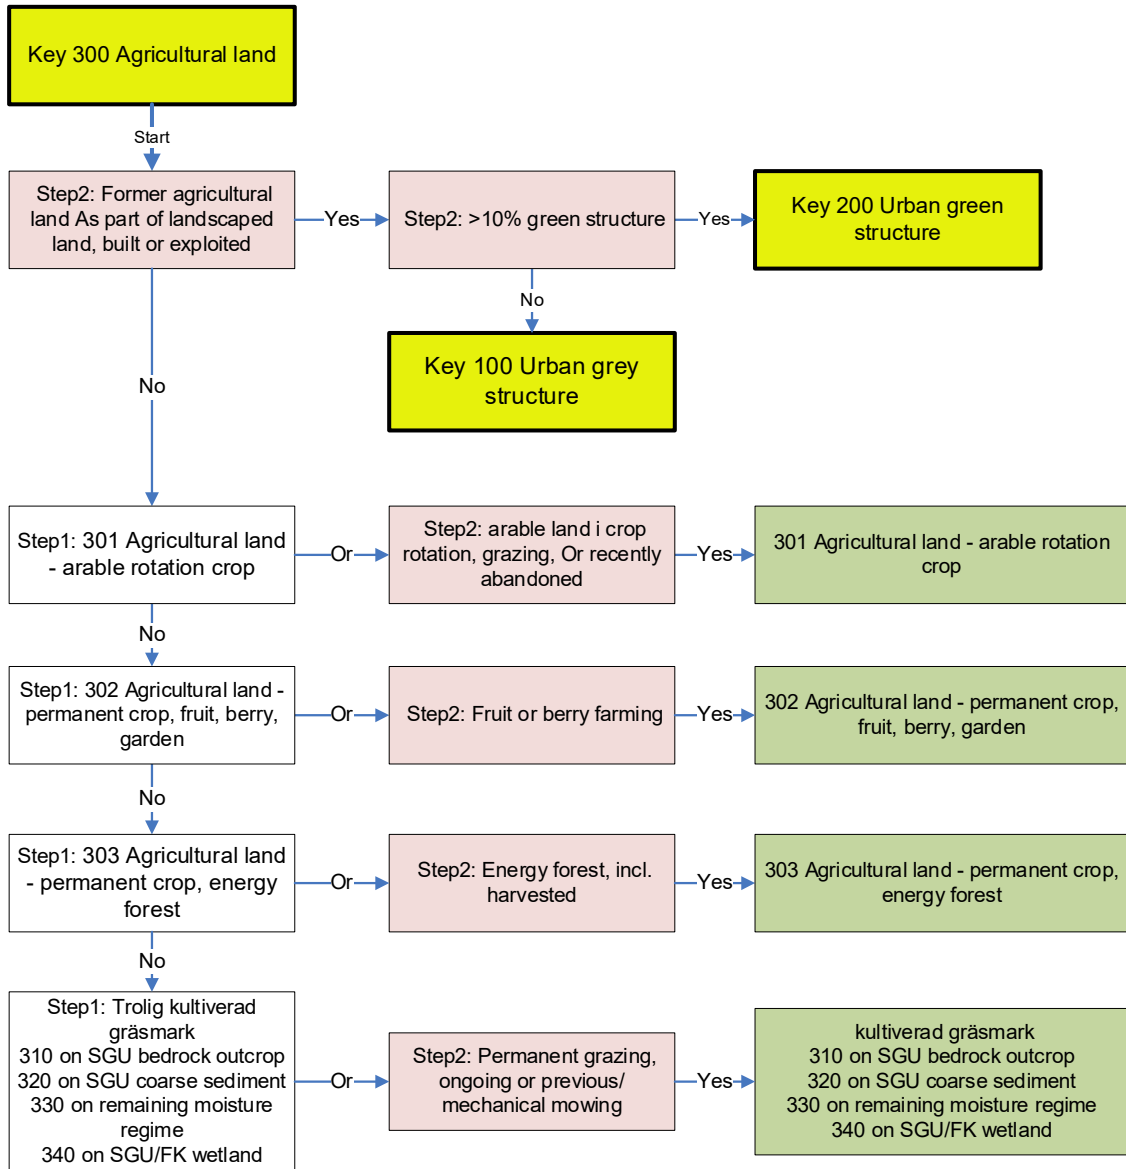 Key 300 Agricultural land
Start
Step2: Former agricultural
land As part of landscaped
land, built or exploited
Yes
Step2: >10% green structure
Yes
Key 200 Urban green
structure
No
Key 100 Urban grey
structure
No
Step1: 301 Agricultural land
- arable rotation crop
Or
Step2: arable land i crop
rotation, grazing, Or recently
abandoned
Yes
301 Agricultural land - arable rotation
crop
No
Step1: 302 Agricultural land -
permanent crop, fruit, berry,
garden
Or
Step2: Fruit or berry farming
Yes
302 Agricultural land - permanent crop,
fruit, berry, garden
No
Step1: 303 Agricultural land
- permanent crop, energy
forest
Or
Step2: Energy forest, incl.
harvested
Yes
303 Agricultural land - permanent crop,
energy forest
No
Step1: Trolig kultiverad
gräsmark
310 on SGU bedrock outcrop
320 on SGU coarse sediment
330 on remaining moisture
regime
340 on SGU/FK wetland
Or
Step2: Permanent grazing,
ongoing or previous/
mechanical mowing
Yes
kultiverad gräsmark
310 on SGU bedrock outcrop
320 on SGU coarse sediment
330 on remaining moisture regime
340 on SGU/FK wetland